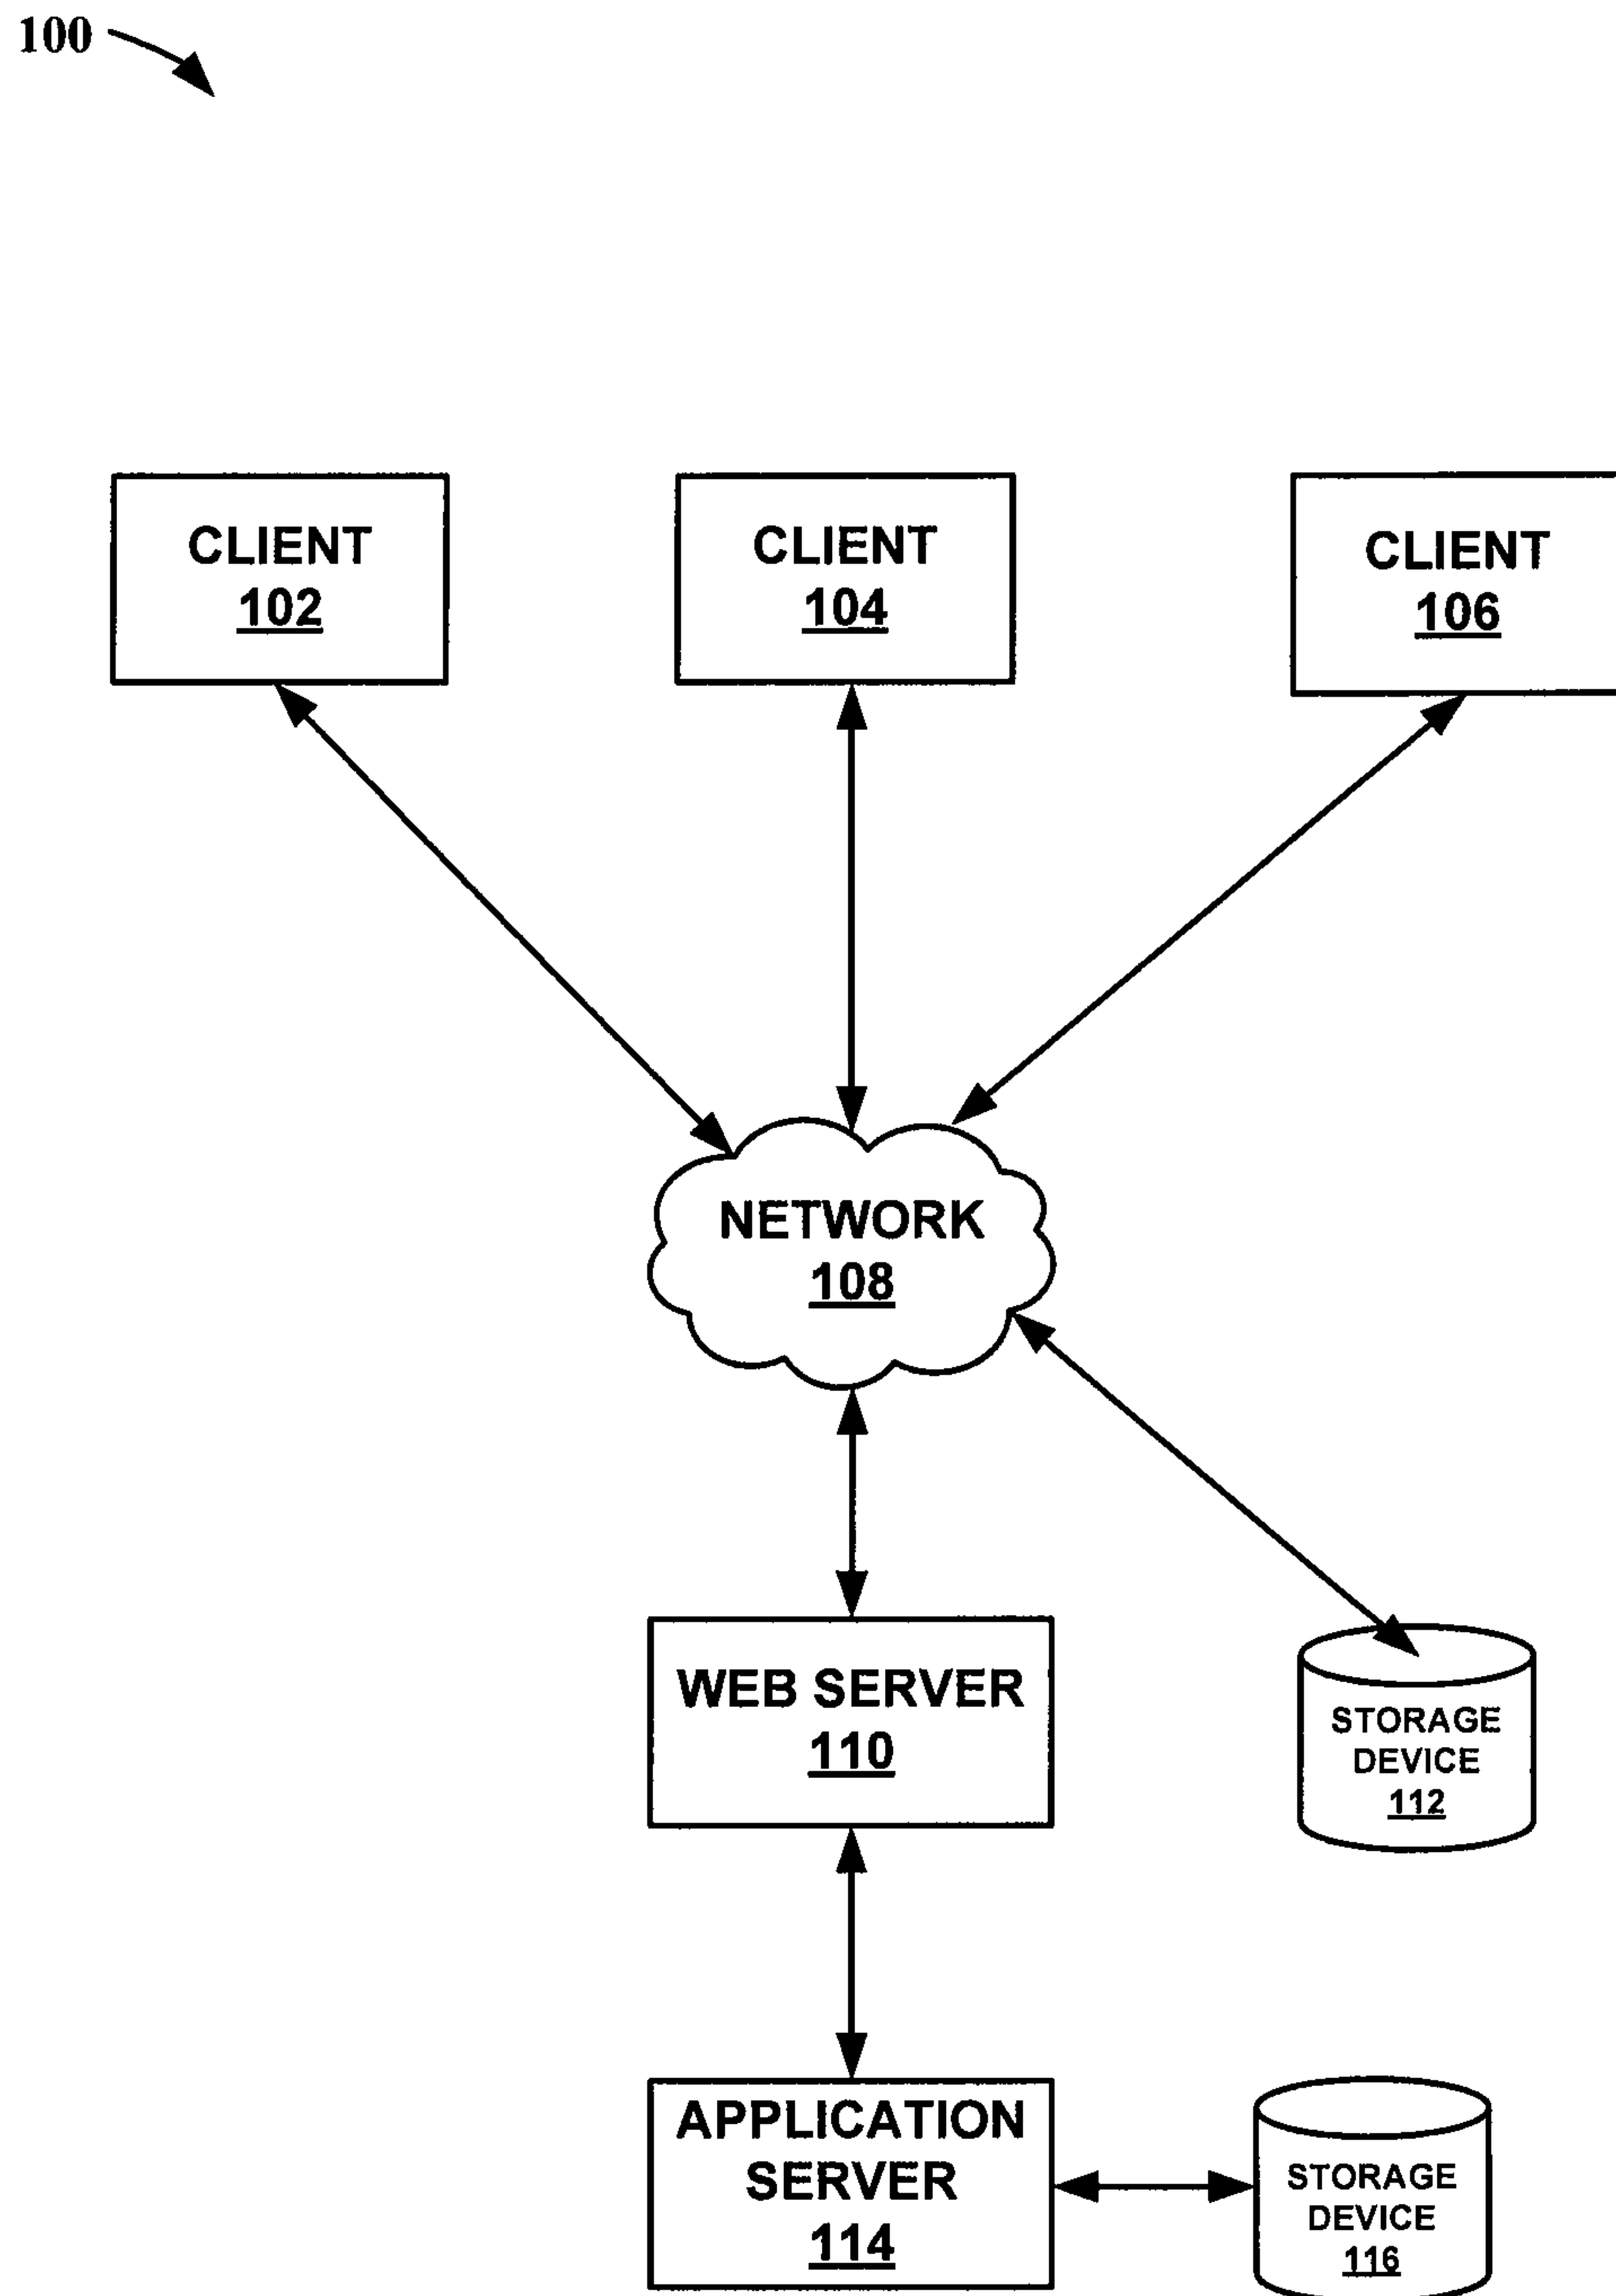 100
CLIENT
102
CLIENT
104
CLIENT
106
NETWORK
108
WEB SERVER
110
STORAGE
DEVICE
112
APPLICATION
SERVER
114
STORAGE
DEVICE
116